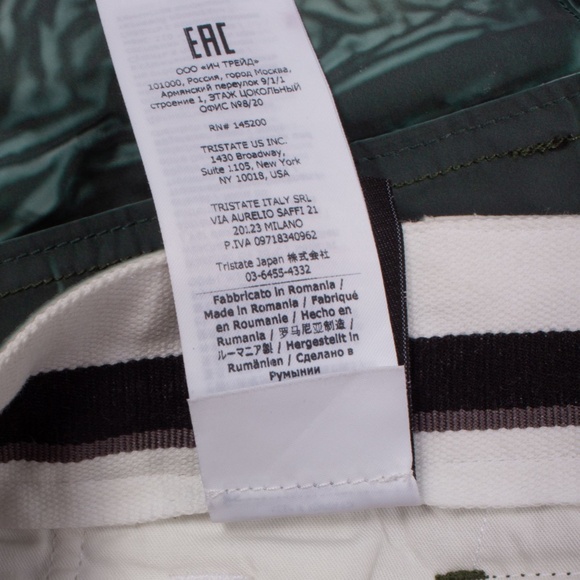 EAC
ООО «ИЧ ТРЕЙД»
101000, Россия, город Москва,
Армянский переулок 9/1/1
строение 1, ЭТАЖ ЦОКОЛЬНЫЙ
ОФИС №8/20
RN# 145200
TRISTATE US INC.
1430 Broadway,
Suite 1105, New York
NY 10018, USA
TRISTATE ITALY SRL
VIA AURELIO SAFFI 21
20123 MILANO
P.IVA 09718340962
Tristate Japan 株式会社
03-6455-4332
Fabbricato in Romania /
Made in Romania / Fabriqué
en Roumanie / Hecho en
Rumania / 罗马尼亚制造 /
ルーマニア製 / Hergestellt in
Rumänien / Сделано в
Румынии